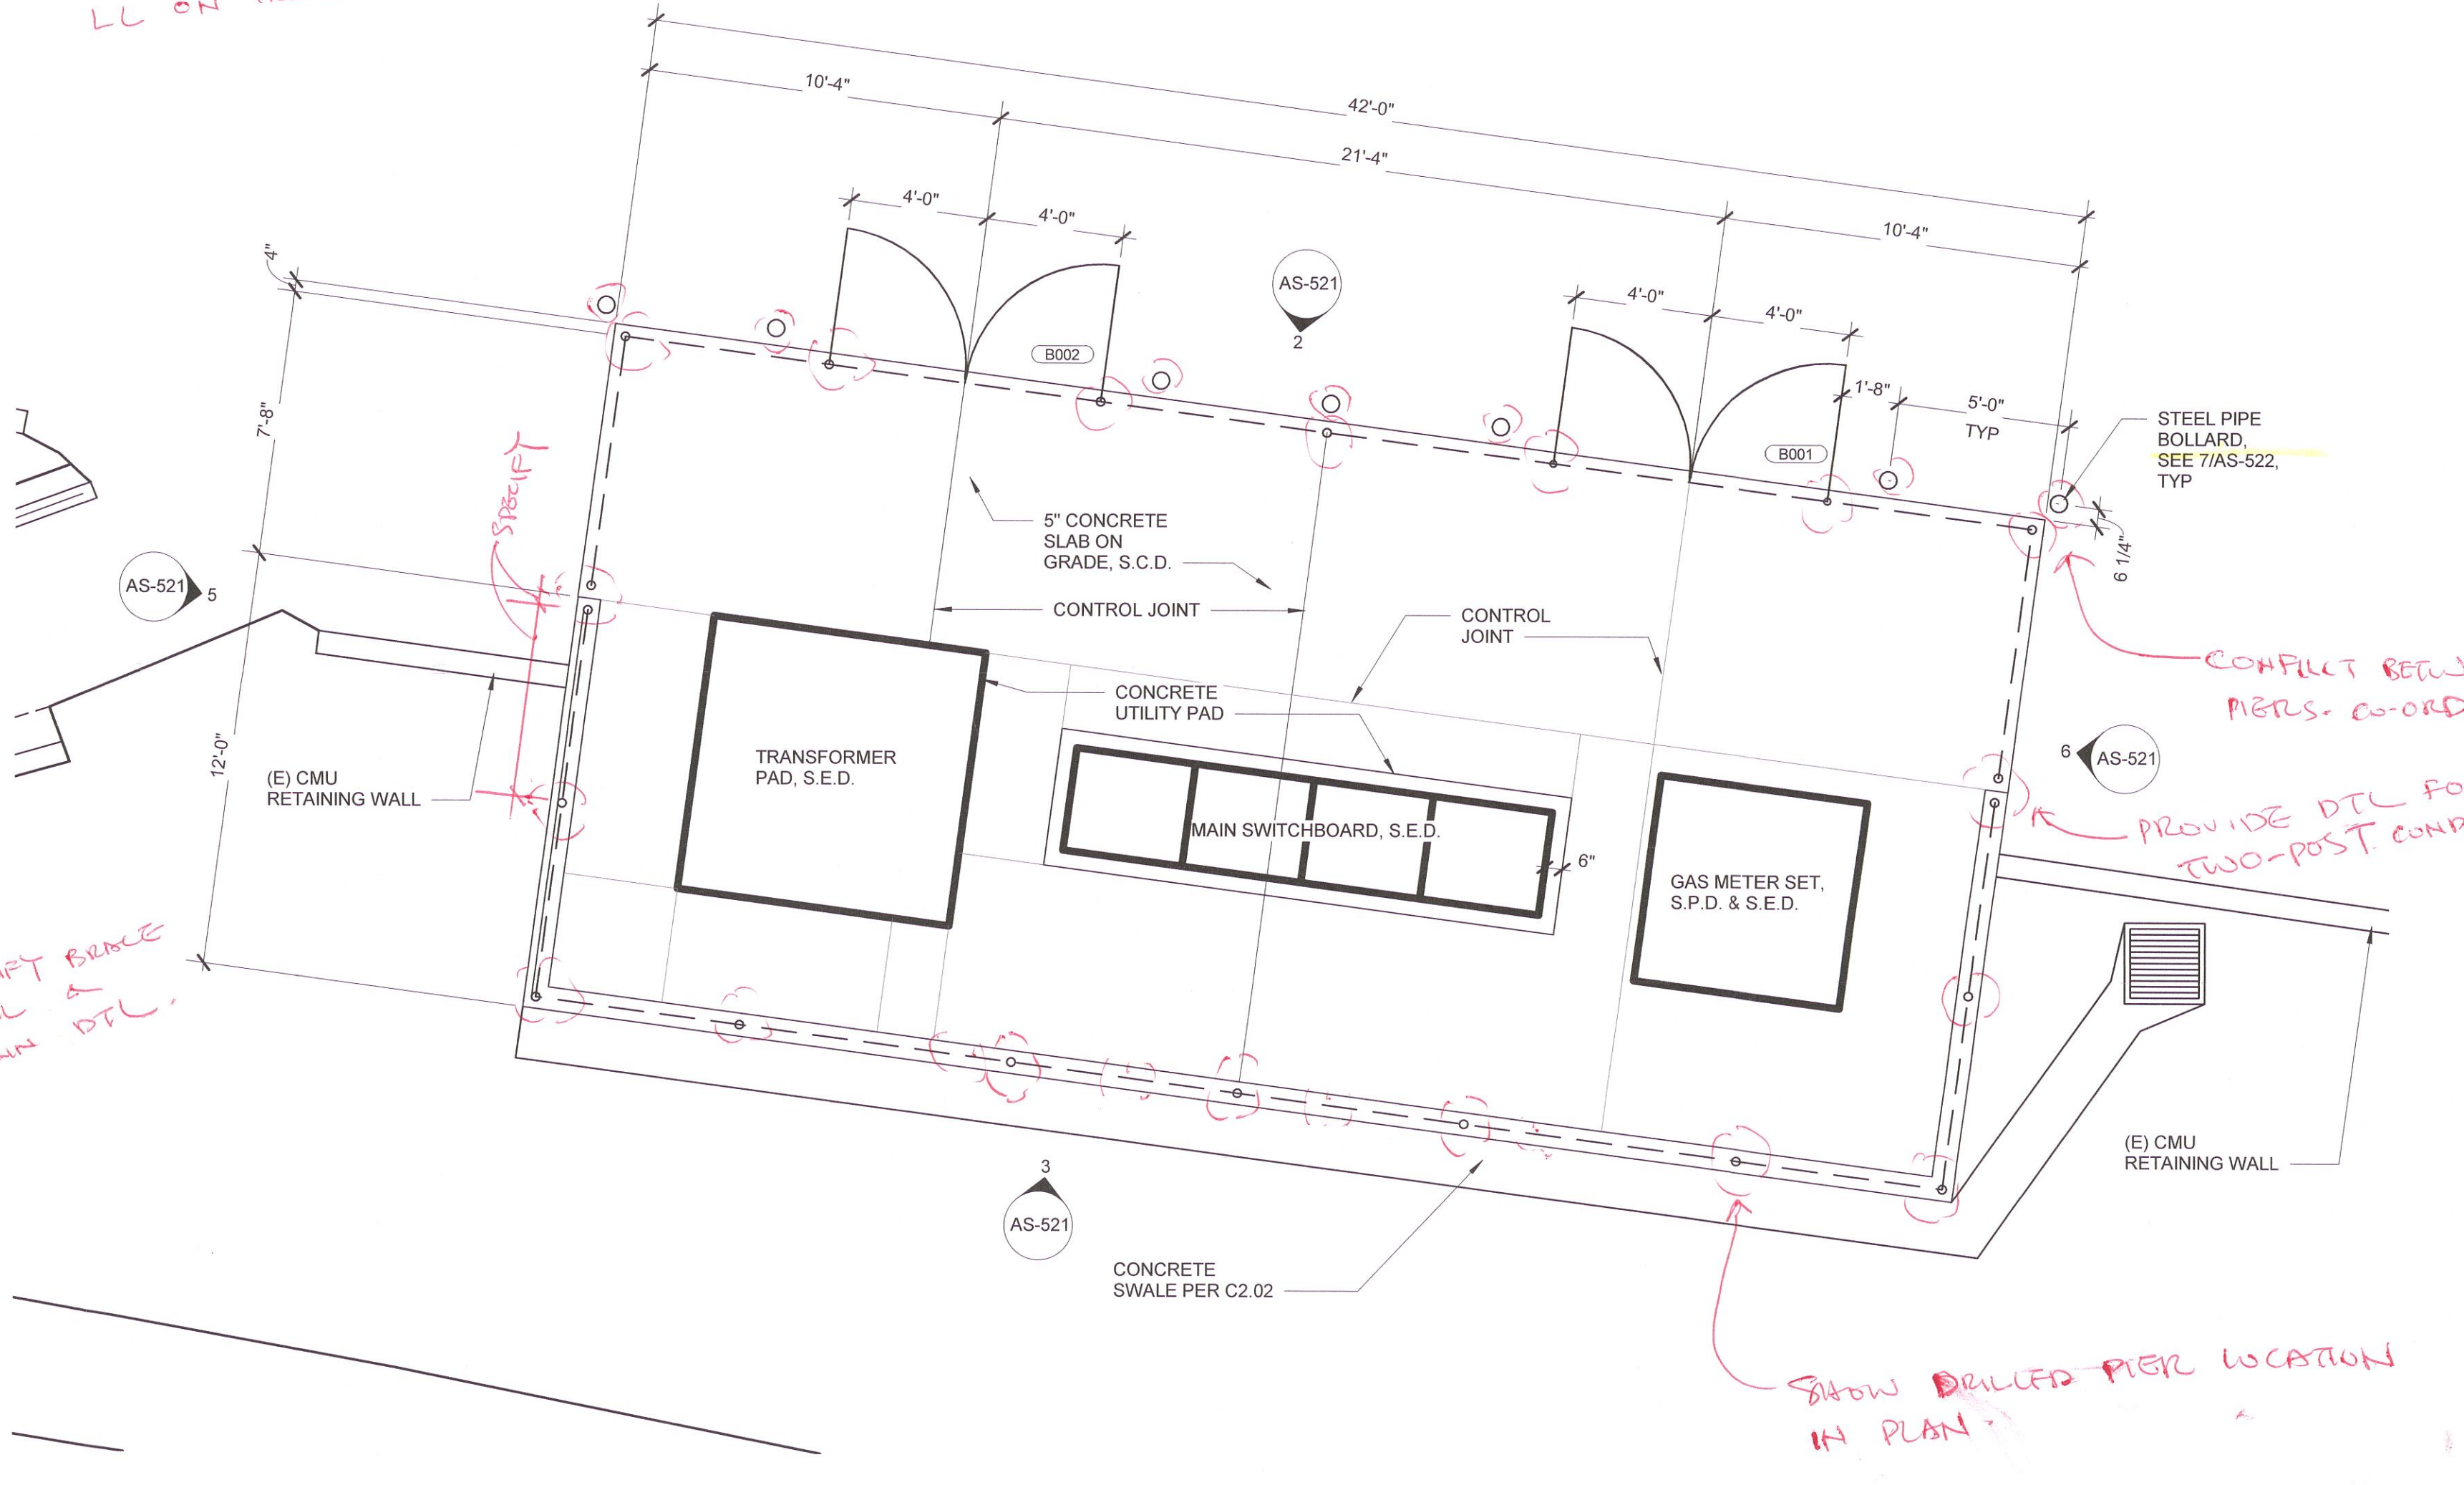 LL ON
42'-0"
10'-4"
21'-4"
10'-4"
4'-0"
4'-0"
4'-0"
4'-0"
4"
7'-8"
12'-0"
AS-521
2
B002
B001
1'-8"
5'-0"
TYP
6 1/4"
STEEL PIPE
BOLLARD,
SEE 7/AS-522,
TYP
SPECIFY
AS-521
5
5" CONCRETE
SLAB ON
GRADE, S.C.D.
CONTROL JOINT
CONTROL
JOINT
CONCRETE
UTILITY PAD
CONFLICT
PIERS. CO-ORD
6
AS-521
(E) CMU
RETAINING WALL
TRANSFORMER
PAD, S.E.D.
MAIN SWITCHBOARD, S.E.D.
6"
GAS METER SET,
S.P.D. & S.E.D.
PROVIDE DTL
TWO-POST
BRACE
DTL.
3
AS-521
CONCRETE
SWALE PER C2.02
(E) CMU
RETAINING WALL
SHOW DRILLED PIER LOCATION
IN PLAN